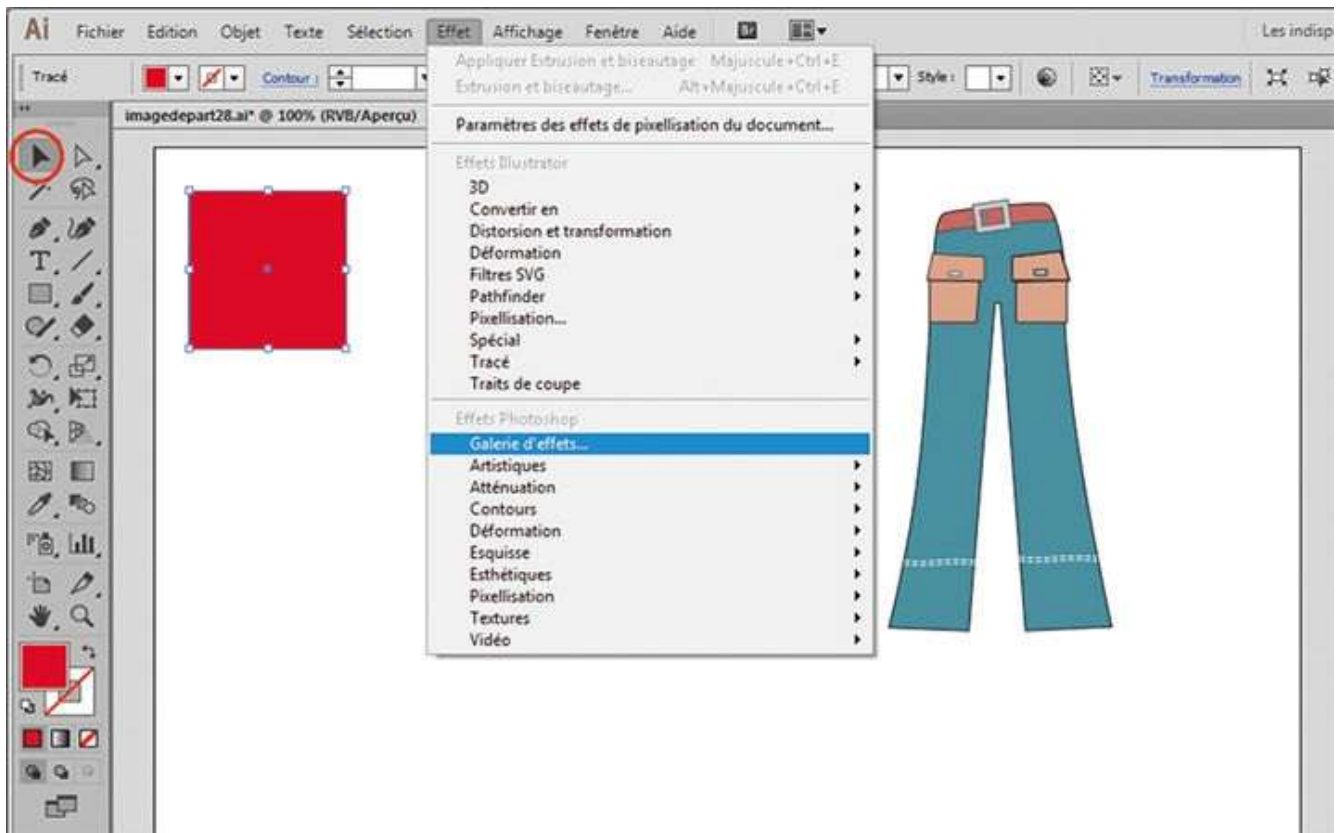 Ai Fichier Edition Objet Texte Sélection Effet Affichage Fenêtre Aide Br Les indisp
Tracé Contour : Style : Transformation
imagedepart28.ai* @ 100% (RVB/Aperçu)
Appliquer Extrusion et biseautage Majuscule+Ctrl+E
Extrusion et biseautage... Alt+Majuscule+Ctrl+E
Paramètres des effets de pixellisation du document...
Effets Illustrator
3D
Convertir en
Distorsion et transformation
Déformation
Filtres SVG
Pathfinder
Pixellisation...
Spécial
Tracé
Traits de coupe
Effets Photoshop
Galerie d'effets...
Artistiques
Atténuation
Contours
Déformation
Esquisse
Esthétiques
Pixellisation
Textures
Vidéo